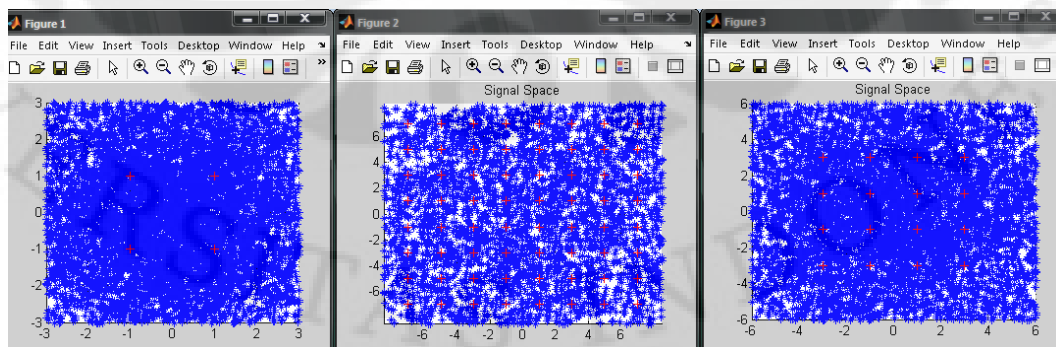 Figure 1
File Edit View Insert Tools Desktop Window Help
3
2
1
0
-1
-2
-3
-3 -2 -1 0 1 2 3
Figure 2
File Edit View Insert Tools Desktop Window Help
Signal Space
6
4
2
0
-2
-4
-6
-6 -4 -2 0 2 4 6
Figure 3
File Edit View Insert Tools Desktop Window Help
Signal Space
6
4
2
0
-2
-4
-6
-6 -4 -2 0 2 4 6